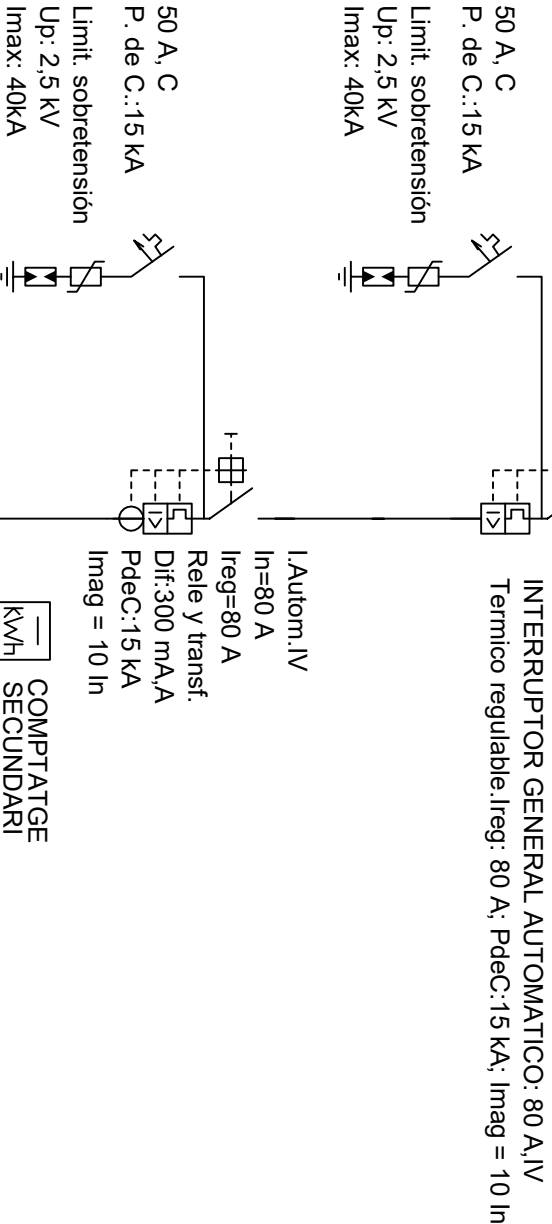 INTERRUPTOR GENERAL AUTOMATICO: 80 A,IV
Termico regulable.Ireg: 80 A; PdeC:15 kA; Imag = 10 In
50 A, C
P. de C.:15 kA
Limit. sobretensión
Up: 2,5 kV
Imax: 40kA
I.Autom.IV
In=80 A
Ireg=80 A
Rele y transf.
Dif:300 mA,A
PdeC:15 kA
Imag = 10 In
50 A, C
P. de C.:15 kA
Limit. sobretensión
Up: 2,5 kV
Imax: 40kA
COMPTATGE
SECUNDARI
kWh